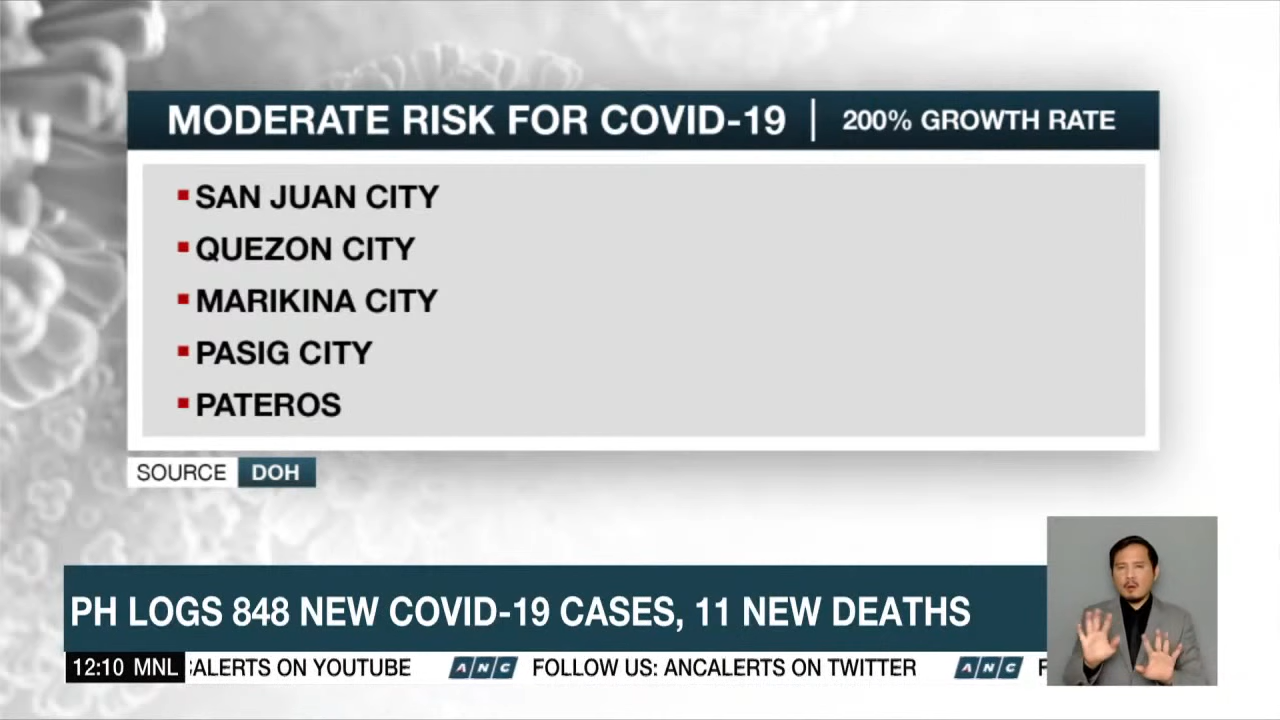 MODERATE RISK FOR COVID-19 | 200% GROWTH RATE
SAN JUAN CITY
QUEZON CITY
MARIKINA CITY
PASIG CITY
PATEROS
SOURCE DOH
PH LOGS 848 NEW COVID-19 CASES, 11 NEW DEATHS
12:10 MNL CALERTS ON YOUTUBE ANC FOLLOW US: ANCALERTS ON TWITTER ANC F